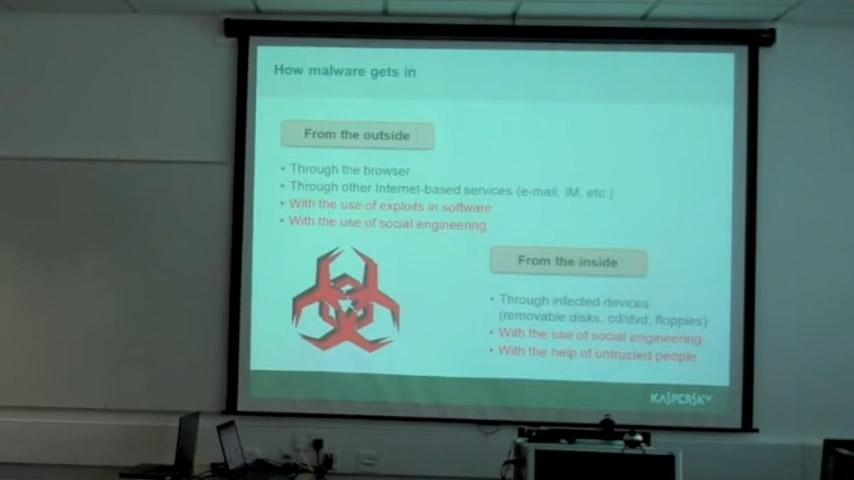 How malware gets in
From the outside
• Through the browser
• Through other Internet-based services (e-mail, IM, etc.)
• With the use of exploits in software
• With the use of social engineering
From the inside
• Through infected devices
(removable disks, cd/dvd, floppies)
• With the use of social engineering
• With the help of untrusted people
KASPERSKY